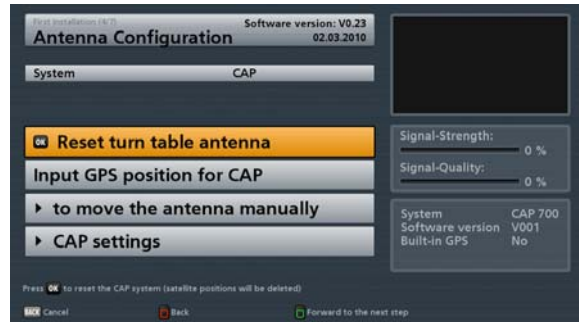 First installation (4/7)
Antenna Configuration
Software version: V0.23
02.03.2010
System CAP
OK Reset turn table antenna
Input GPS position for CAP
to move the antenna manually
CAP settings
Signal-Strength:
0 %
Signal-Quality:
0 %
System CAP 700
Software version V001
Built-in GPS No
Press OK to reset the CAP system (satellite positions will be deleted)
BACK Cancel Back Forward to the next step